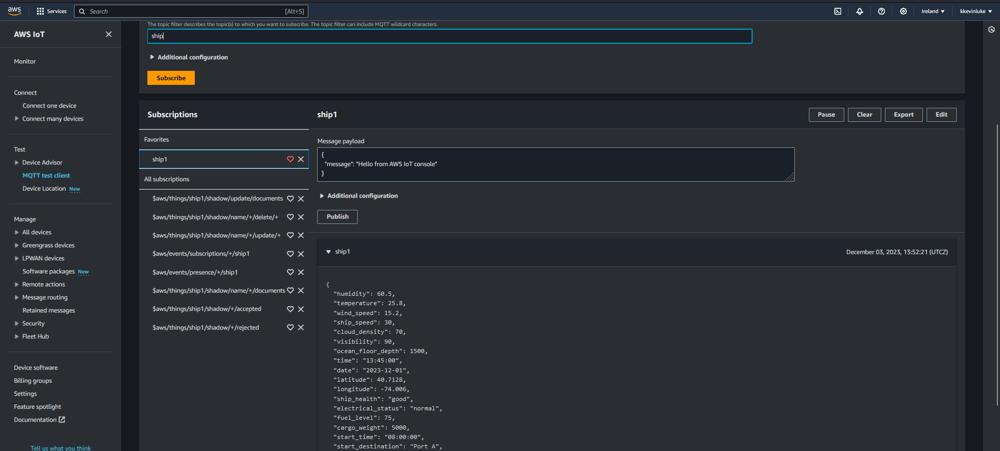 aws
Services
Search
[Alt+S]
Ireland
kkevinluke
AWS IoT
Monitor
Connect
Connect one device
Connect many devices
Test
Device Advisor
MQTT test client
Device Location New
Manage
All devices
Greengrass devices
LPWAN devices
Software packages New
Remote actions
Message routing
Retained messages
Security
Fleet Hub
Device software
Billing groups
Settings
Feature spotlight
Documentation
Tell us what you think
The topic filter describes the topic(s) to which you want to subscribe. The topic filter can include MQTT wildcard characters.
ship
Additional configuration
Subscribe
Subscriptions
Favorites
ship1
All subscriptions
$aws/things/ship1/shadow/update/documents
$aws/things/ship1/shadow/name/+/delete/+
$aws/things/ship1/shadow/name/+/update/+
$aws/events/subscriptions/+/ship1
$aws/events/presence/+/ship1
$aws/things/ship1/shadow/name/+/documents
$aws/things/ship1/shadow/+/accepted
$aws/things/ship1/shadow/+/rejected
ship1
Pause
Clear
Export
Edit
Message payload
{
"message": "Hello from AWS IoT console"
}
Additional configuration
Publish
ship1
December 03, 2023, 13:52:21 (UTCZ)
{
"humidity": 60.5,
"temperature": 25.8,
"wind_speed": 15.2,
"ship_speed": 30,
"cloud_density": 70,
"visibility": 90,
"ocean_floor_depth": 1500,
"time": "13:45:00",
"date": "2023-12-01",
"latitude": 40.7128,
"longitude": -74.006,
"ship_health": "good",
"electrical_status": "normal",
"fuel_level": 75,
"cargo_weight": 5000,
"start_time": "08:00:00",
"start_destination": "Port A",